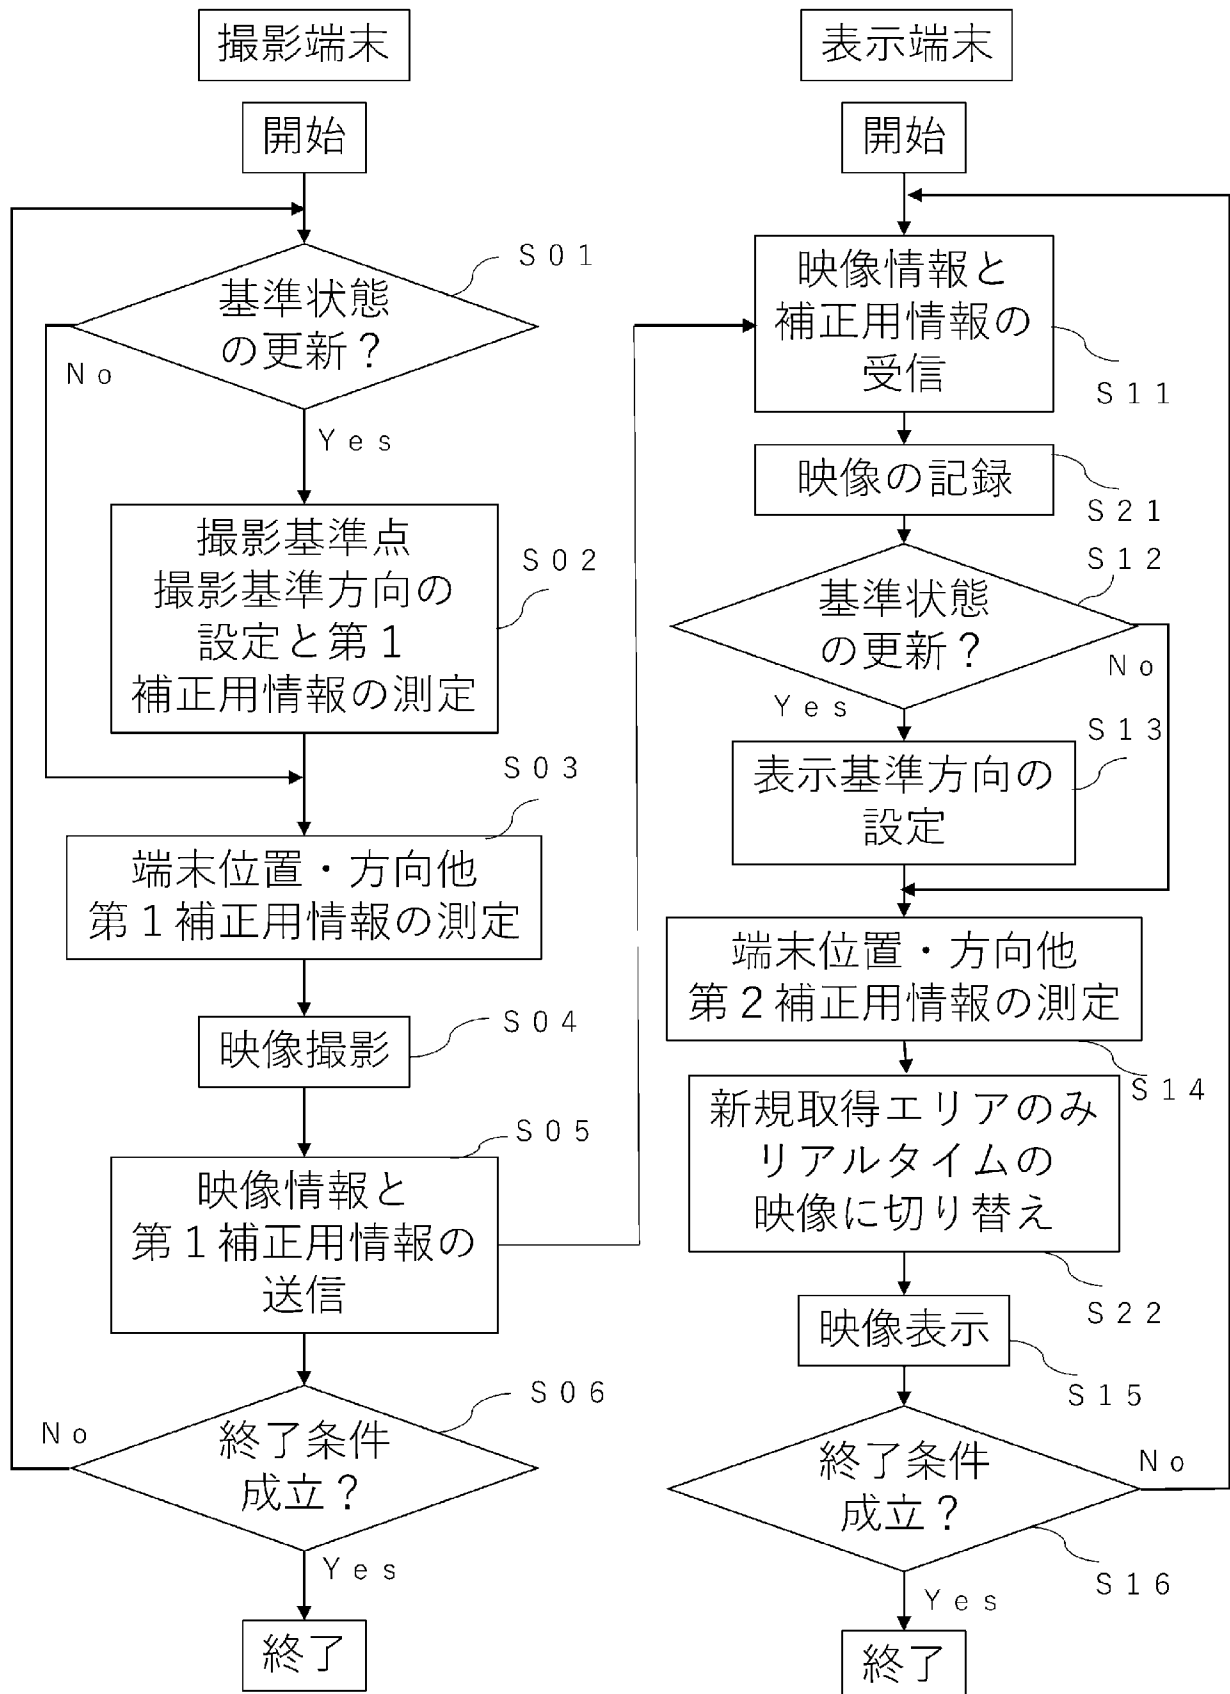 撮影端末
開始
S01
基準状態
の更新？
No
Yes
撮影基準点
撮影基準方向の
設定と第1
補正用情報の測定
S02
S03
端末位置・方向他
第1補正用情報の測定
S04
映像撮影
S05
映像情報と
第1補正用情報の
送信
S06
終了条件
成立？
No
Yes
終了
表示端末
開始
映像情報と
補正用情報の
受信
S11
映像の記録
S21
S12
基準状態
の更新？
No
Yes
S13
表示基準方向の
設定
端末位置・方向他
第2補正用情報の測定
S14
新規取得エリアのみ
リアルタイムの
映像に切り替え
S22
映像表示
S15
終了条件
成立？
No
S16
Yes
終了